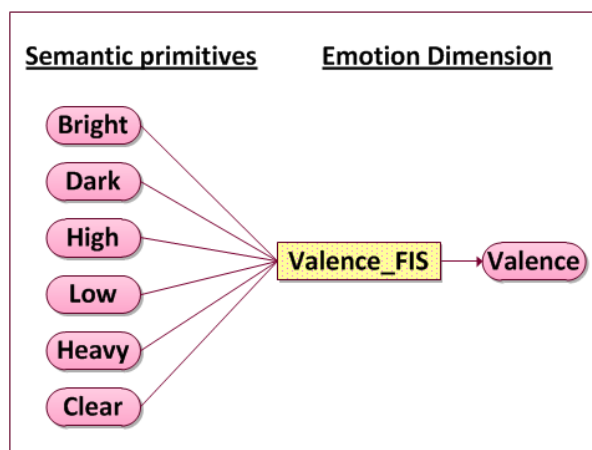 Semantic primitives
Emotion Dimension
Bright
Dark
High
Low
Heavy
Clear
Valence_FIS
Valence